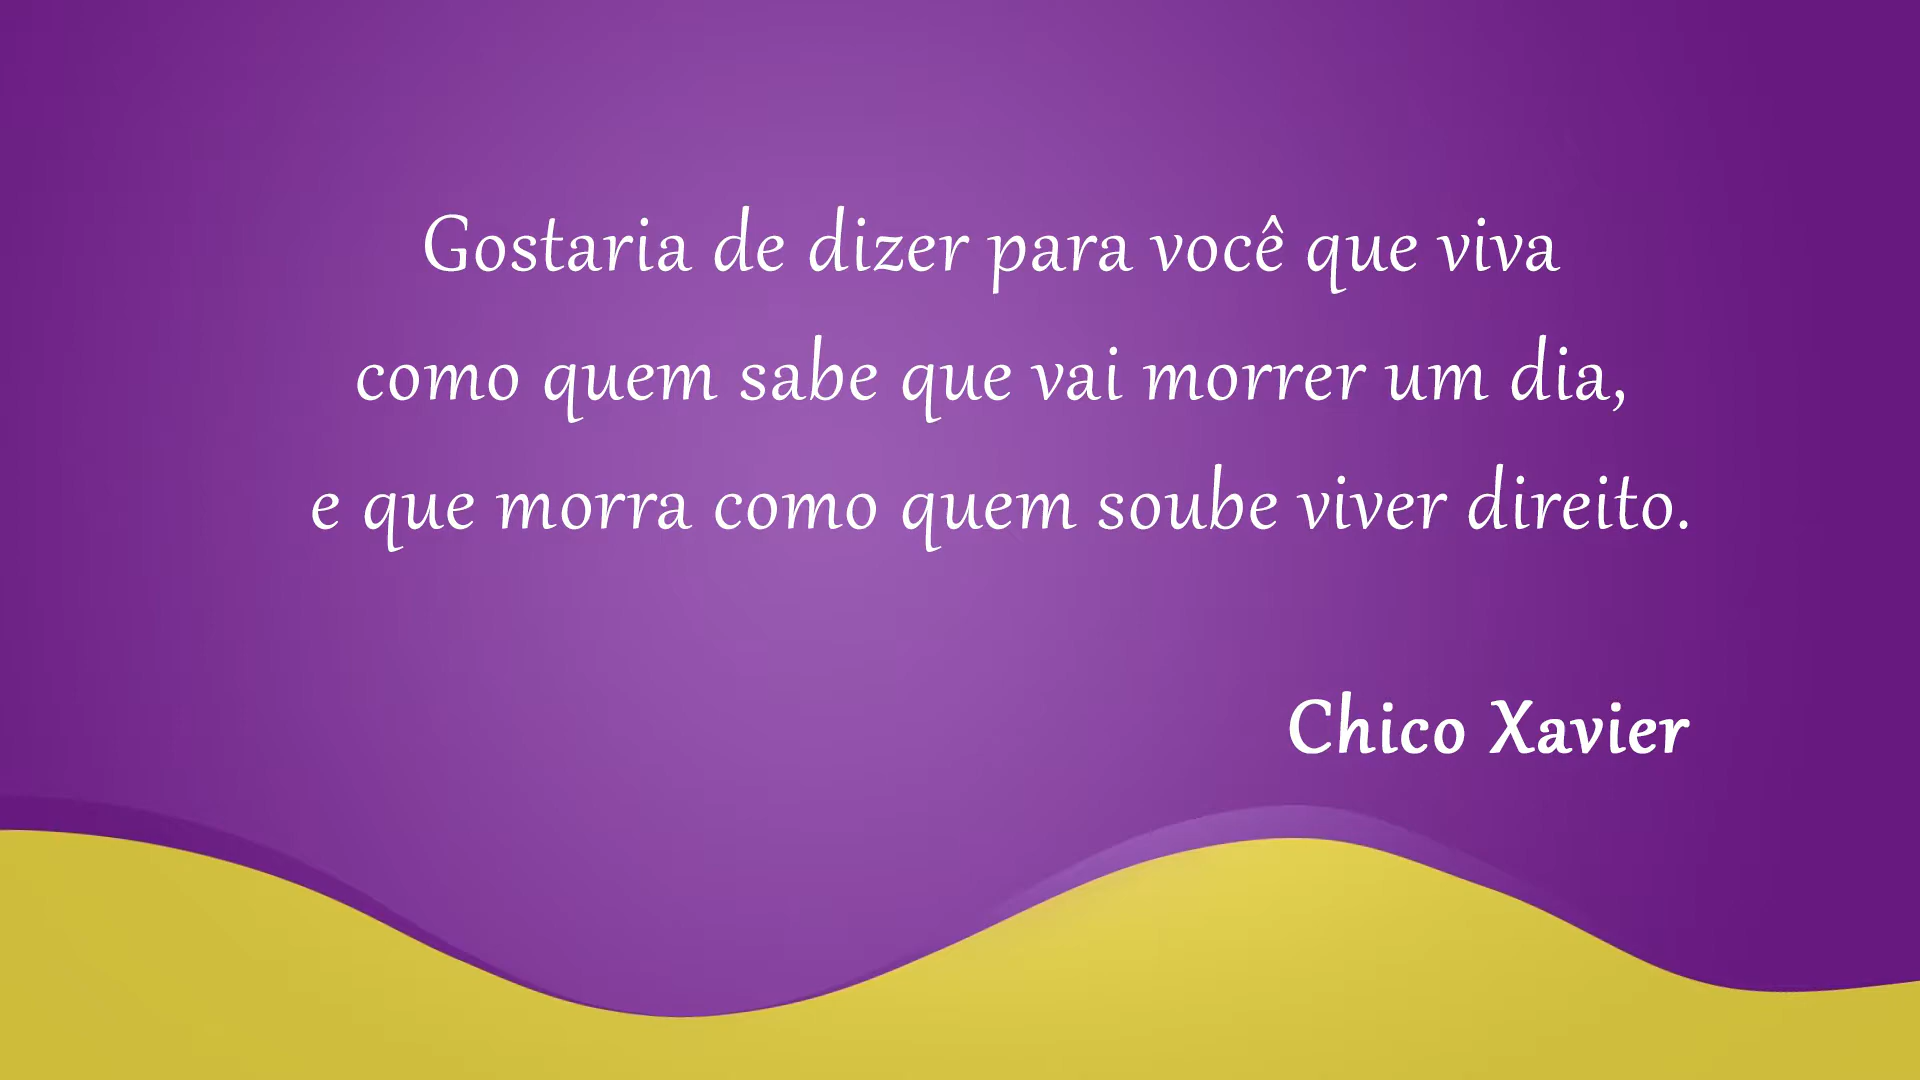 Gostaria de dizer para você que viva
como quem sabe que vai morrer um dia,
e que morra como quem soube viver direito.
Chico Xavier